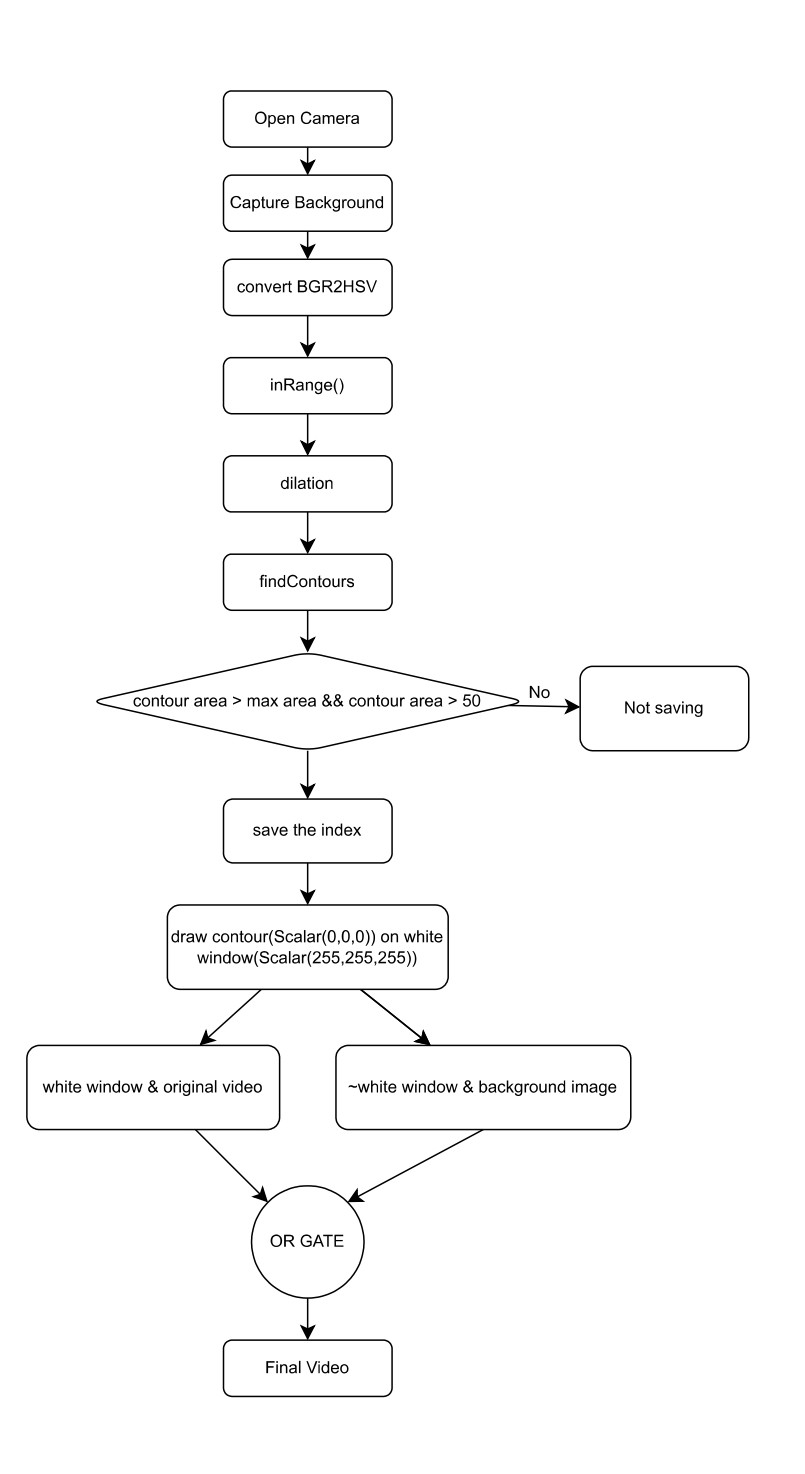 Open Camera
Capture Background
convert BGR2HSV
inRange()
dilation
findContours
contour area > max area && contour area > 50
No
Not saving
save the index
draw contour(Scalar(0,0,0)) on white
window(Scalar(255,255,255))
white window & original video
~white window & background image
OR GATE
Final Video